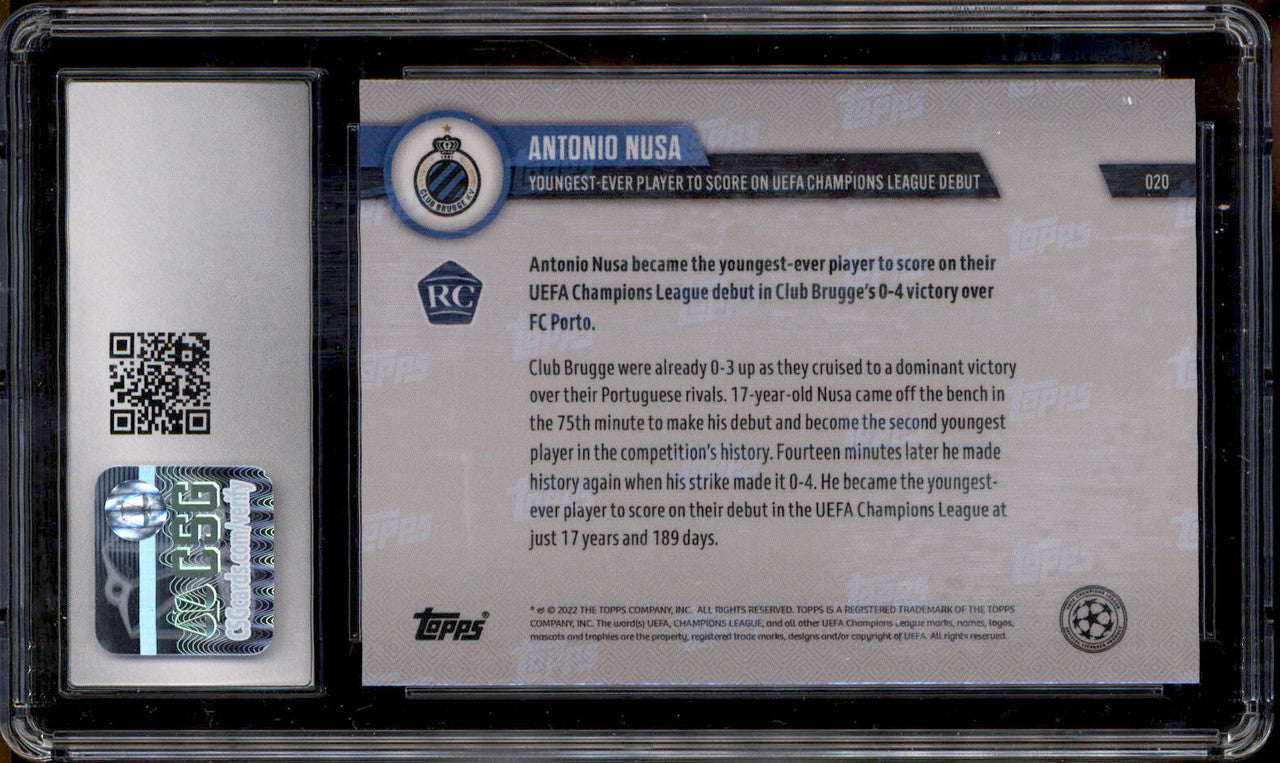 ANTONIO NUSA
YOUNGEST-EVER PLAYER TO SCORE ON UEFA CHAMPIONS LEAGUE DEBUT
020
CLUB BRUGGE K.V.
RC
Antonio Nusa became the youngest-ever player to score on their
UEFA Champions League debut in Club Brugge's 0-4 victory over
FC Porto.
Club Brugge were already 0-3 up as they cruised to a dominant victory
over their Portuguese rivals. 17-year-old Nusa came off the bench in
the 75th minute to make his debut and become the second youngest
player in the competition's history. Fourteen minutes later he made
history again when his strike made it 0-4. He became the youngest-
ever player to score on their debut in the UEFA Champions League at
just 17 years and 189 days.
Topps®
* © 2022 THE TOPPS COMPANY, INC. ALL RIGHTS RESERVED. TOPPS IS A REGISTERED TRADEMARK OF THE TOPPS
COMPANY, INC. The word(s) UEFA, CHAMPIONS LEAGUE, and all other UEFA Champions League marks, names, logos,
mascots and trophies are the property, registered trade marks, designs and/or copyright of UEFA. All rights reserved.
CSG
CSGcards.com/verify